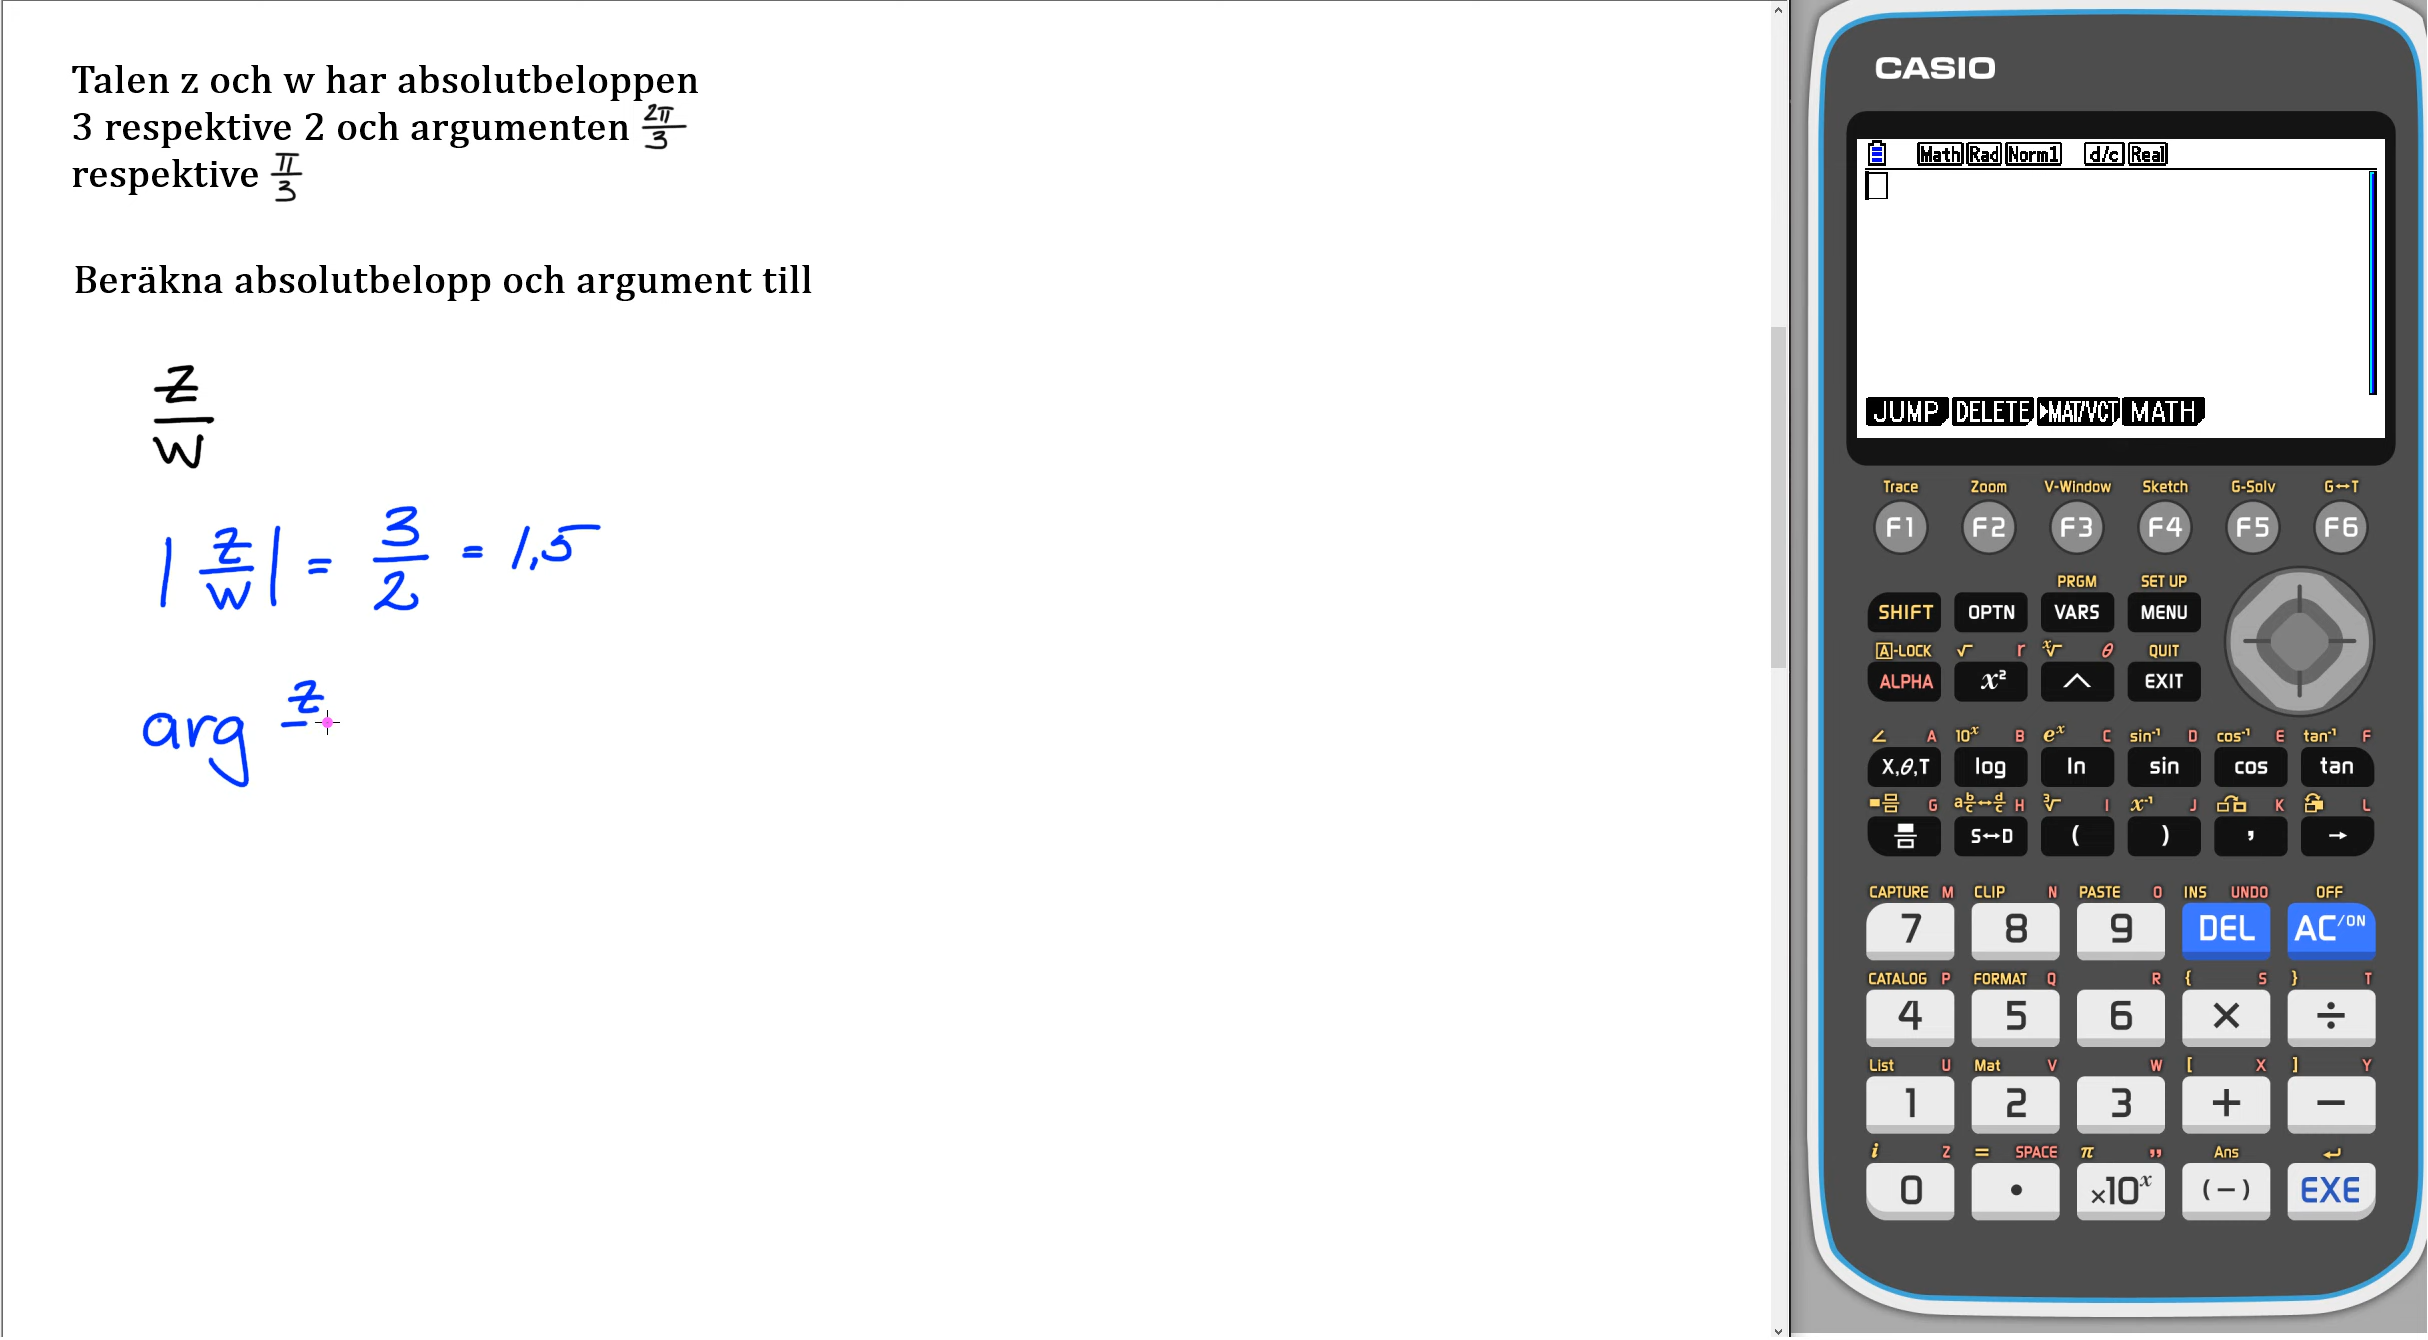 Talen z och w har absolutbeloppen
3 respektive 2 och argumenten 2π/3
respektive π/3
Beräkna absolutbelopp och argument till
z/w
|z/w| = 3/2 = 1,5
arg z
CASIO
Math Rad Norm1 d/c Real
JUMP DELETE ►MAT/VCT MATH
Trace Zoom V-Window Sketch G-Solv G↔T
F1 F2 F3 F4 F5 F6
PRGM SET UP
SHIFT OPTN VARS MENU
A-LOCK √ r ˣ√ θ QUIT
ALPHA x² ^ EXIT
∠ A 10ˣ B eˣ C sin⁻¹ D cos⁻¹ E tan⁻¹ F
X,θ,T log ln sin cos tan
G a b/c↔d/c H ³√ I x⁻¹ J K L
S↔D ( ) , →
CAPTURE M CLIP N PASTE O INS UNDO OFF
7 8 9 DEL AC/ON
CATALOG P FORMAT Q R { S } T
4 5 6 × ÷
List U Mat V W [ X ] Y
1 2 3 + −
i Z = SPACE π " Ans ↵
0 • ×10ˣ (−) EXE